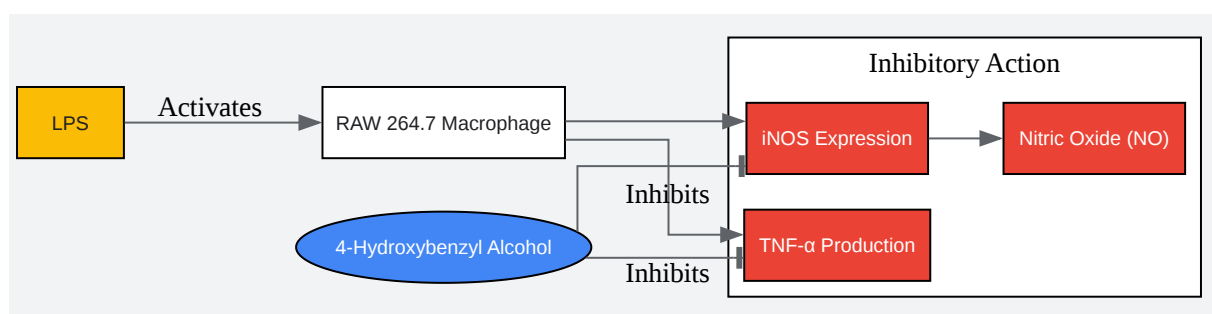 Inhibitory Action
LPS
Activates
RAW 264.7 Macrophage
iNOS Expression
Nitric Oxide (NO)
Inhibits
4-Hydroxybenzyl Alcohol
TNF-α Production
Inhibits